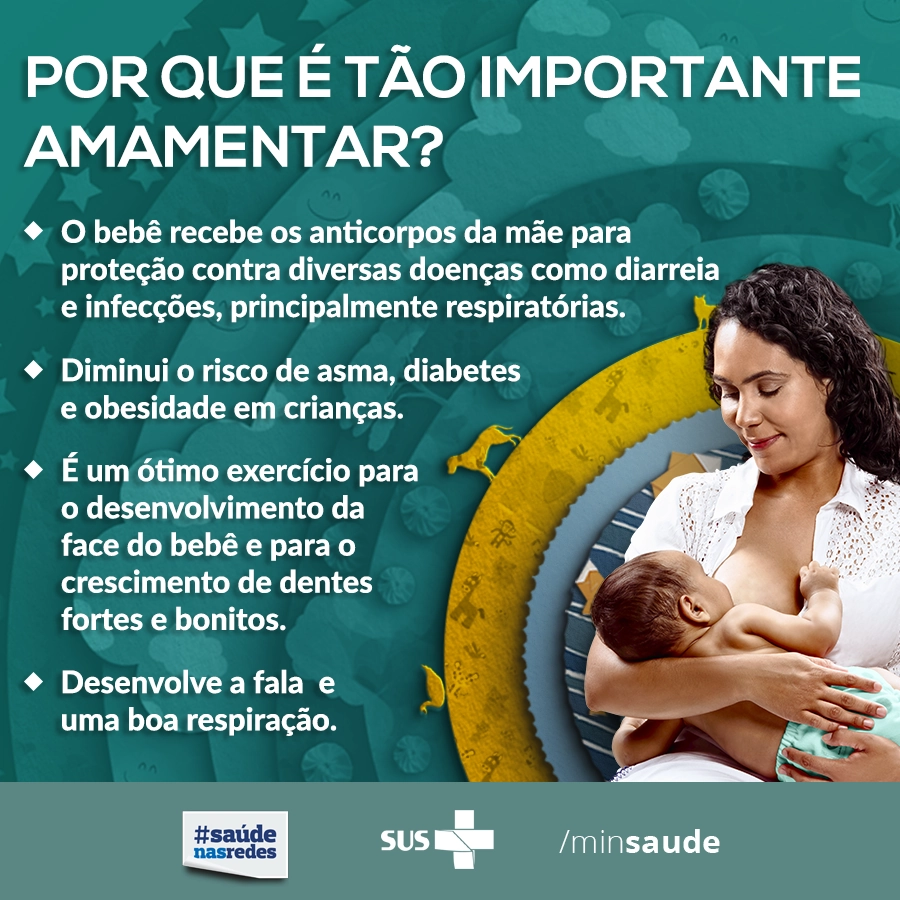 POR QUE É TÃO IMPORTANTE
AMAMENTAR?
O bebê recebe os anticorpos da mãe para
proteção contra diversas doenças como diarreia
e infecções, principalmente respiratórias.
Diminui o risco de asma, diabetes
e obesidade em crianças.
É um ótimo exercício para
o desenvolvimento da
face do bebê e para o
crescimento de dentes
fortes e bonitos.
Desenvolve a fala e
uma boa respiração.
#saúde
nasredes
SUS
/minsaude